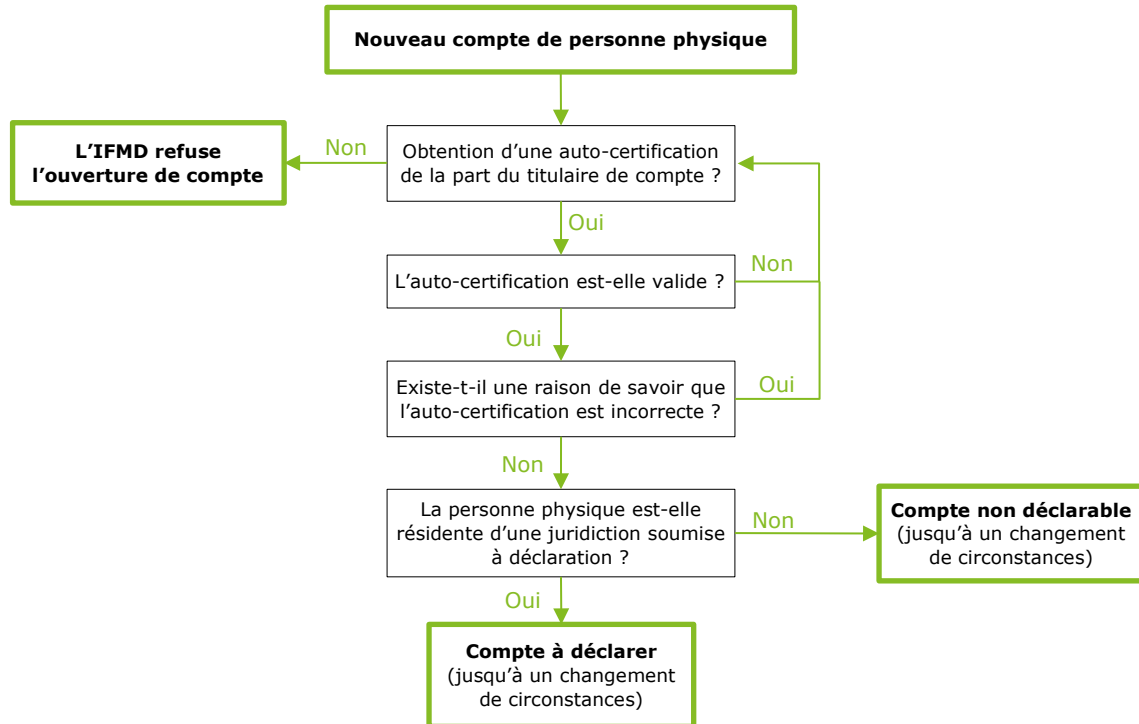 Nouveau compte de personne physique
Non
L’IFMD refuse
l’ouverture de compte
Obtention d’une auto-certification
de la part du titulaire de compte ?
Oui
L’auto-certification est-elle valide ?
Non
Oui
Existe-t-il une raison de savoir que
l’auto-certification est incorrecte ?
Oui
Non
La personne physique est-elle
résidente d’une juridiction soumise
à déclaration ?
Non
Compte non déclarable
(jusqu’à un changement
de circonstances)
Oui
Compte à déclarer
(jusqu’à un changement
de circonstances)